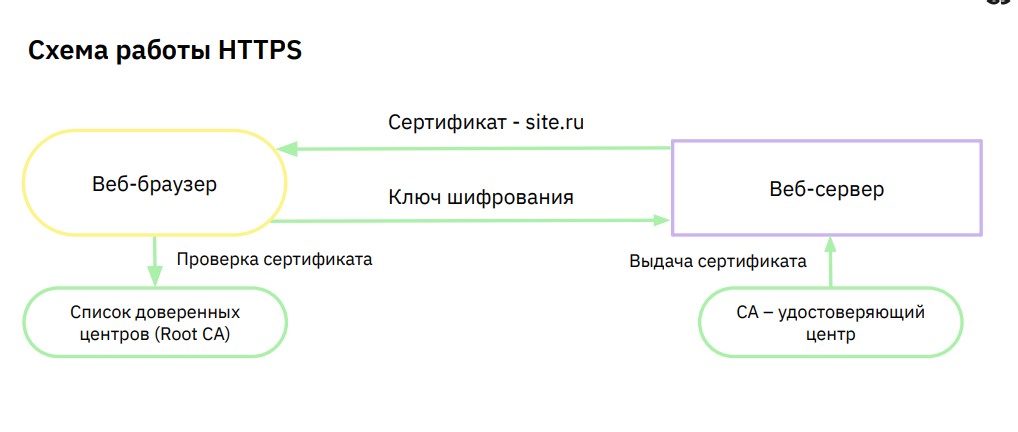 Схема работы HTTPS
Сертификат - site.ru
Веб-браузер
Веб-сервер
Ключ шифрования
Проверка сертификата
Выдача сертификата
Список доверенных
центров (Root CA)
CA – удостоверяющий
центр